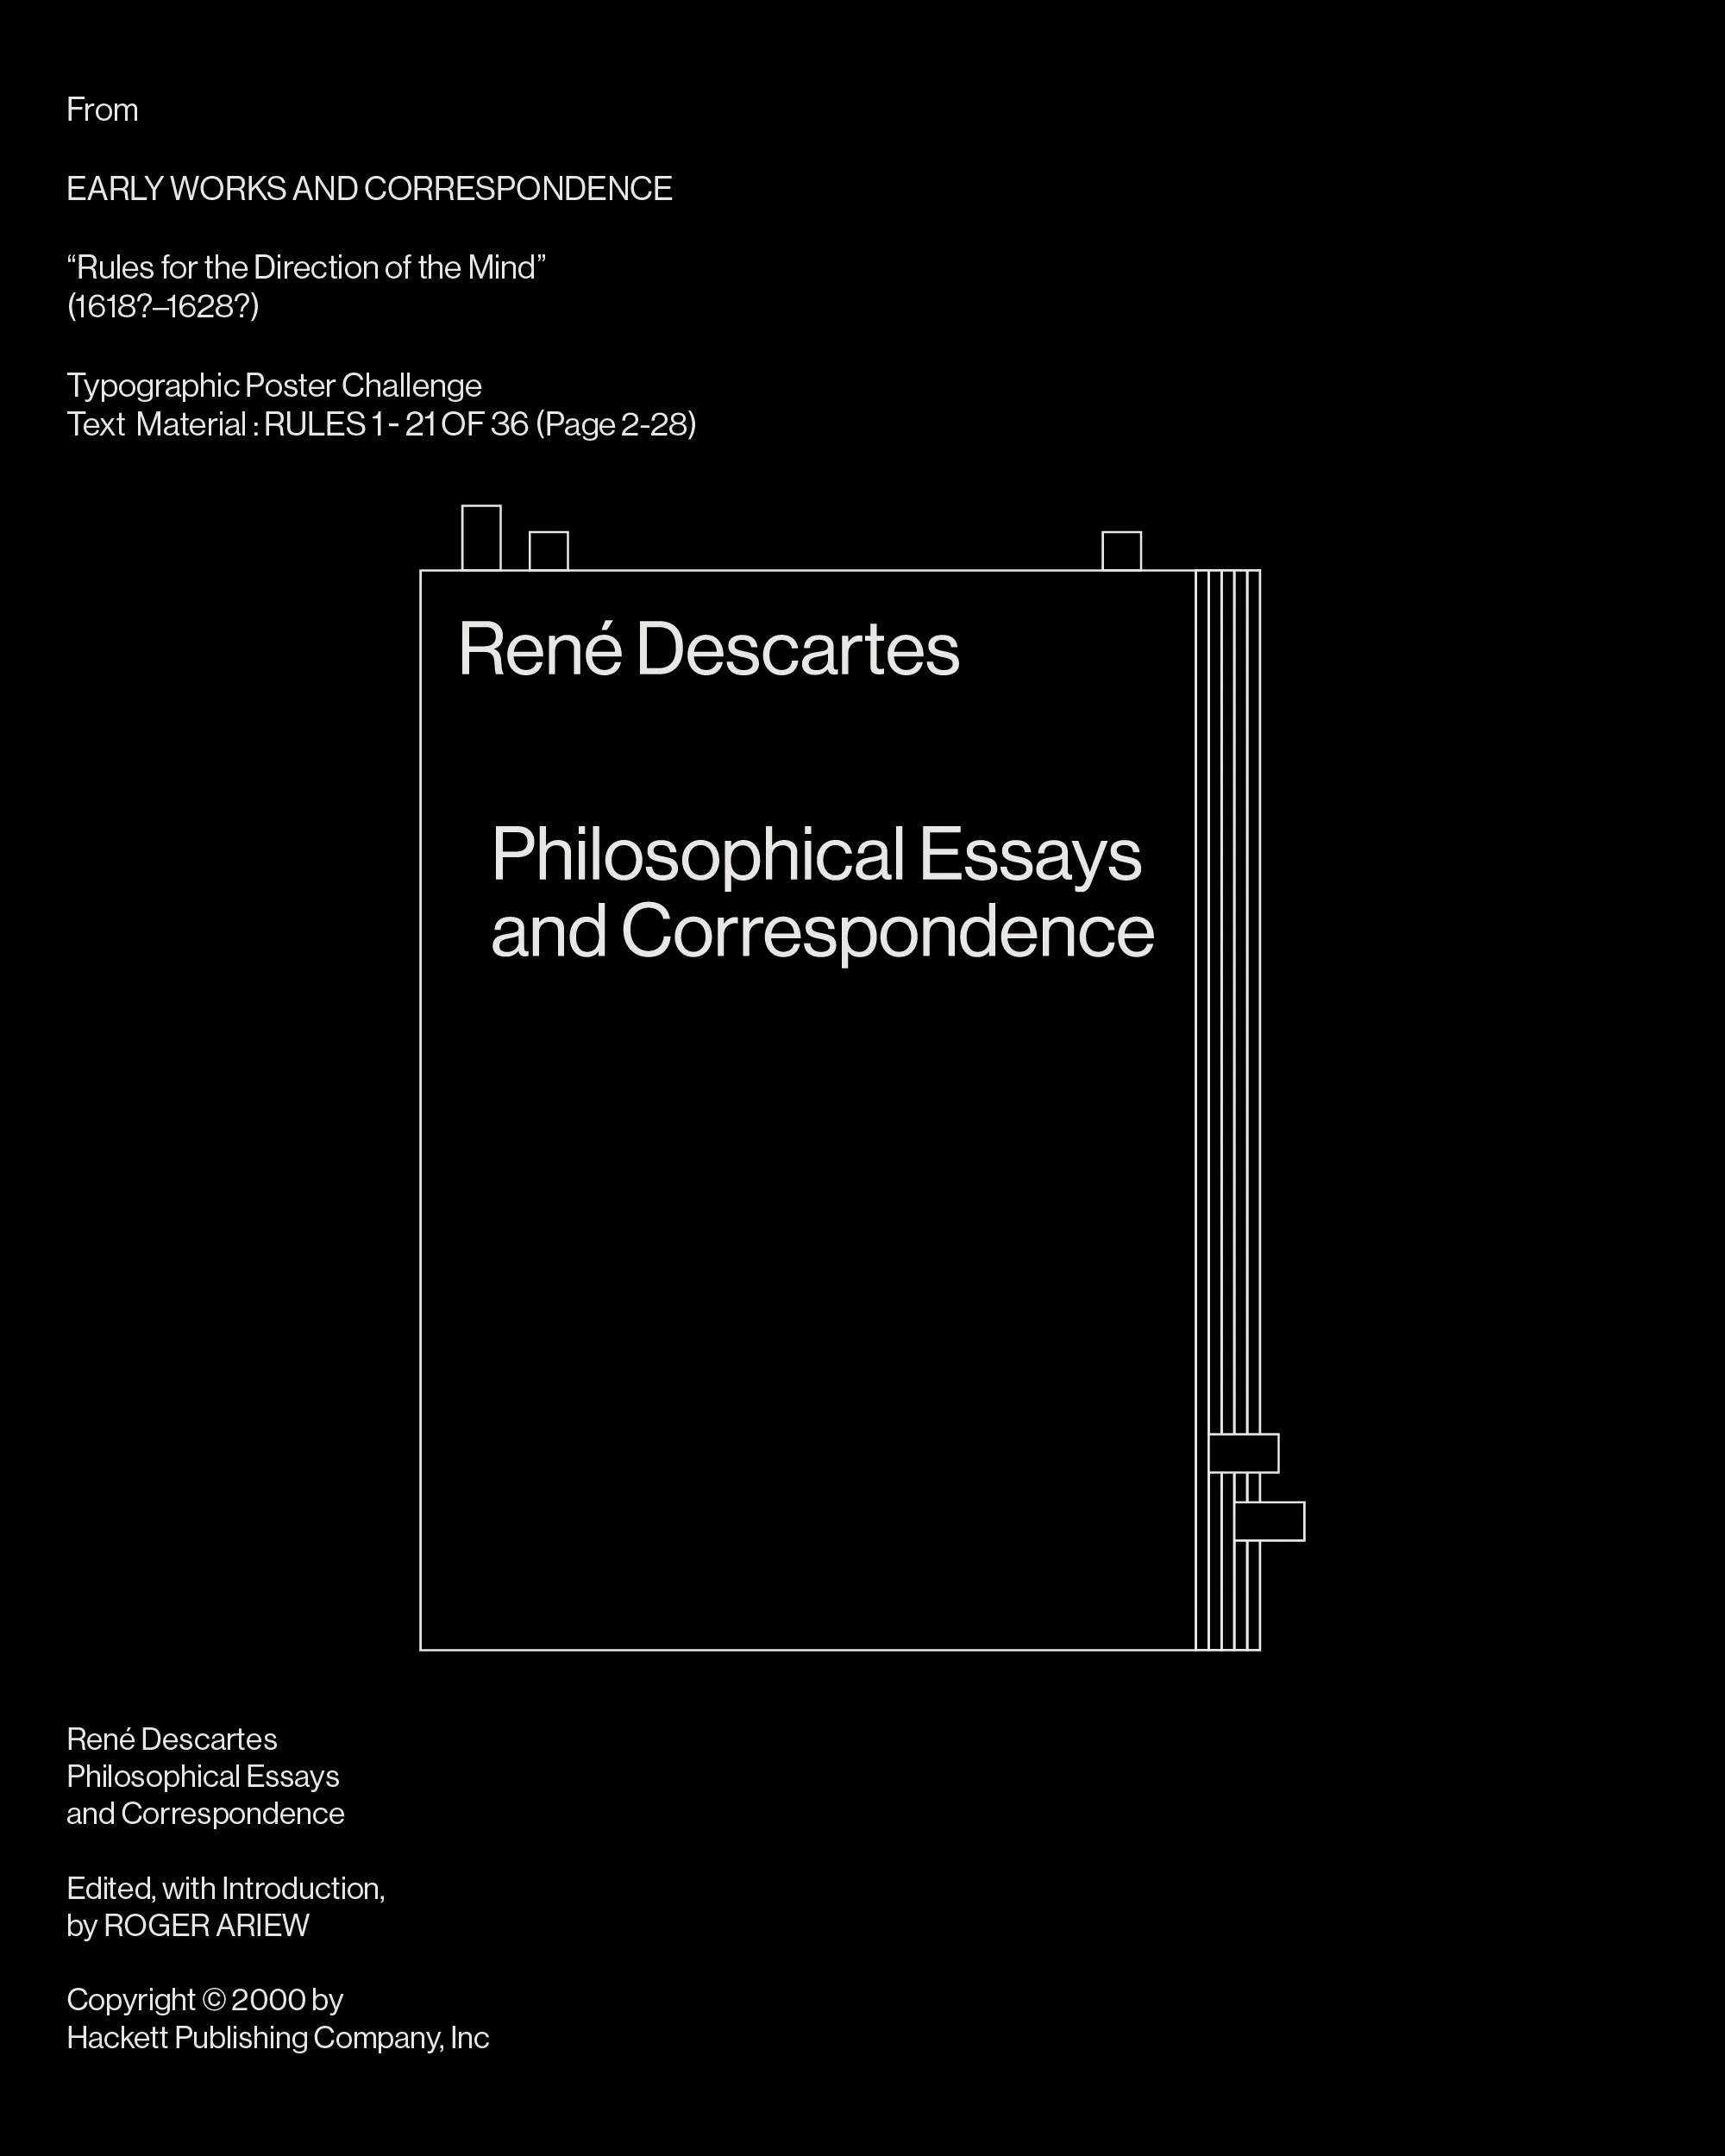 From
EARLY WORKS AND CORRESPONDENCE
“Rules for the Direction of the Mind”
(1618?–1628?)
Typographic Poster Challenge
Text Material : RULES 1 - 21 OF 36 (Page 2-28)
René Descartes
Philosophical Essays
and Correspondence
René Descartes
Philosophical Essays
and Correspondence
Edited, with Introduction,
by ROGER ARIEW
Copyright © 2000 by
Hackett Publishing Company, Inc